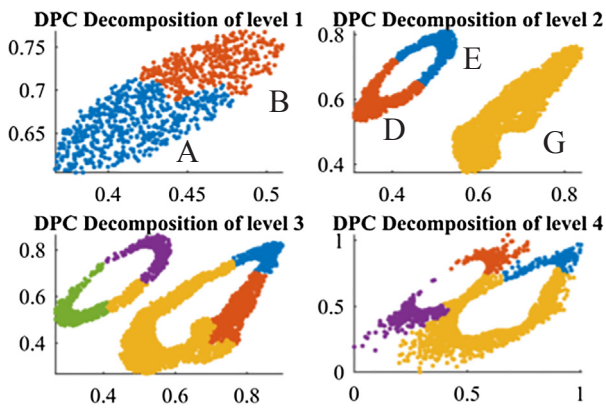 DPC Decomposition of level 1
0.75
0.7
0.65
0.4
0.45
0.5
A
B
DPC Decomposition of level 2
0.8
0.6
0.4
0.4
0.6
0.8
D
E
G
DPC Decomposition of level 3
0.8
0.6
0.4
0.4
0.6
0.8
DPC Decomposition of level 4
1
0.5
0
0
0.5
1